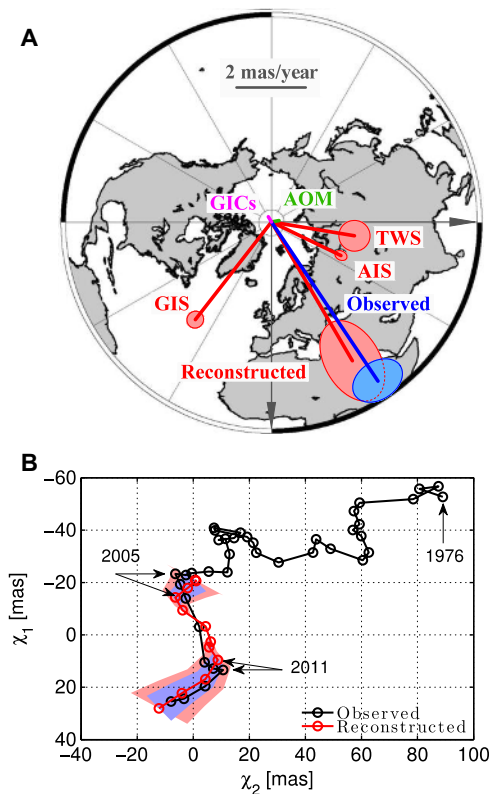 A
2 mas/year
GICs
AOM
TWS
AIS
GIS
Observed
Reconstructed
B
−60
−40
−20
0
20
40
χ1 [mas]
2005
1976
2011
Observed
Reconstructed
−40
−20
0
20
40
60
80
100
χ2 [mas]